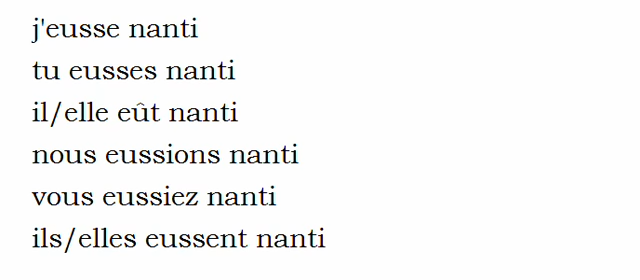 j'eusse nanti
tu eusses nanti
il/elle eût nanti
nous eussions nanti
vous eussiez nanti
ils/elles eussent nanti